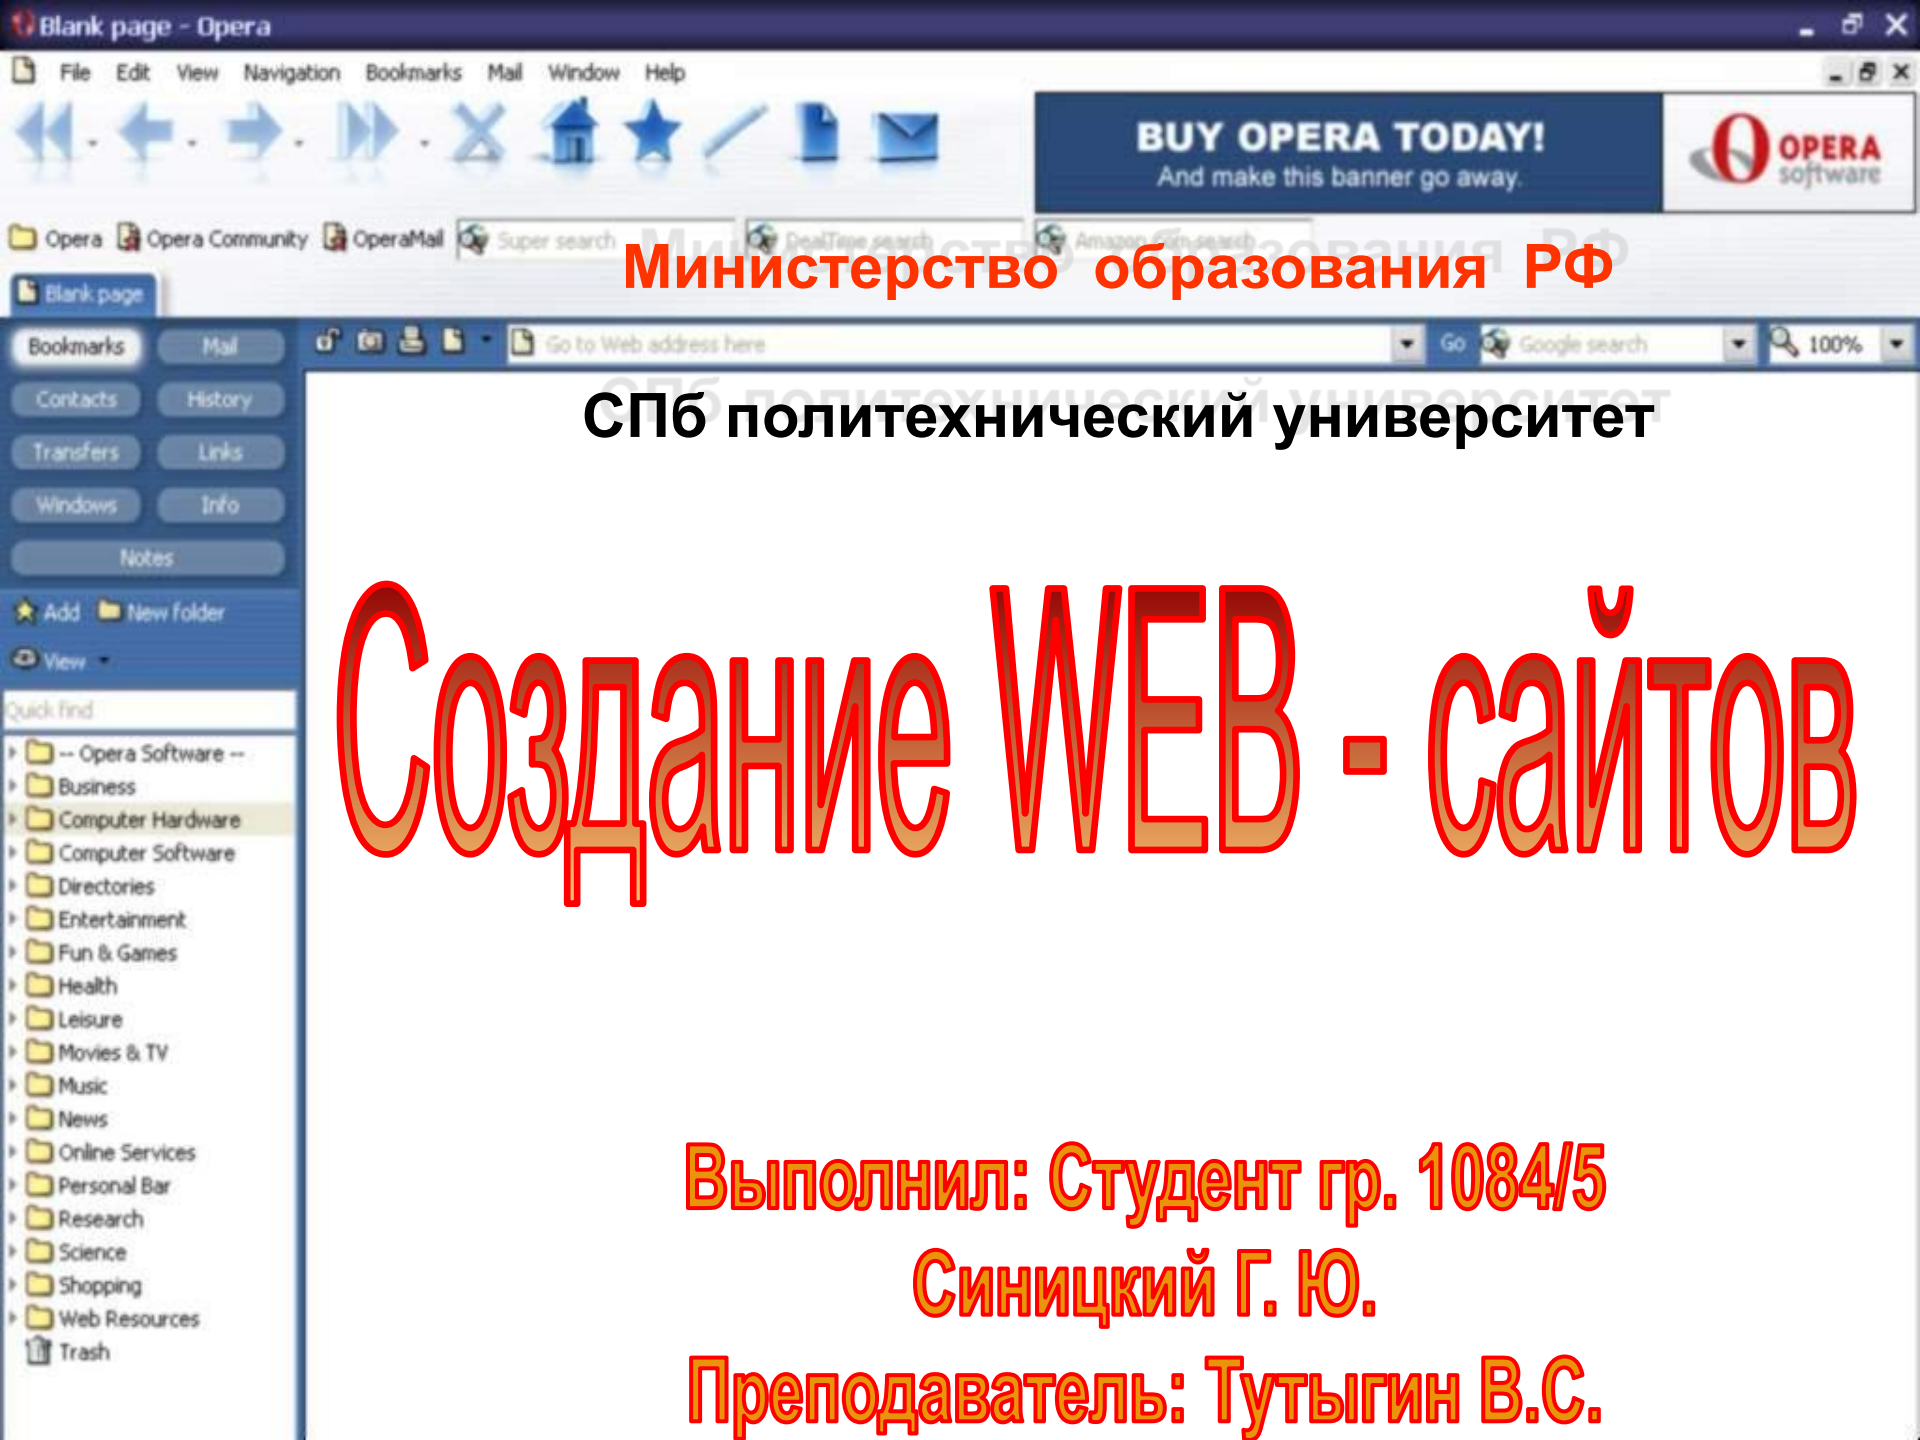 Blank page - Opera
File Edit View Navigation Bookmarks Mail Window Help
BUY OPERA TODAY!
And make this banner go away.
OPERA
software
Opera Opera Community OperaMail Super search DealTime search Amazon.com search
Министерство образования РФ
Blank page
Bookmarks Mail
Go to Web address here Go Google search 100%
Contacts History
СПб политехнический университет
Transfers Links
Windows Info
Notes
Add New folder
View
Quick find
Создание WEB - сайтов
-- Opera Software --
Business
Computer Hardware
Computer Software
Directories
Entertainment
Fun & Games
Health
Leisure
Movies & TV
Music
News
Online Services
Personal Bar
Research
Science
Shopping
Web Resources
Trash
Выполнил: Студент гр. 1084/5
Синицкий Г. Ю.
Преподаватель: Тутыгин В.С.